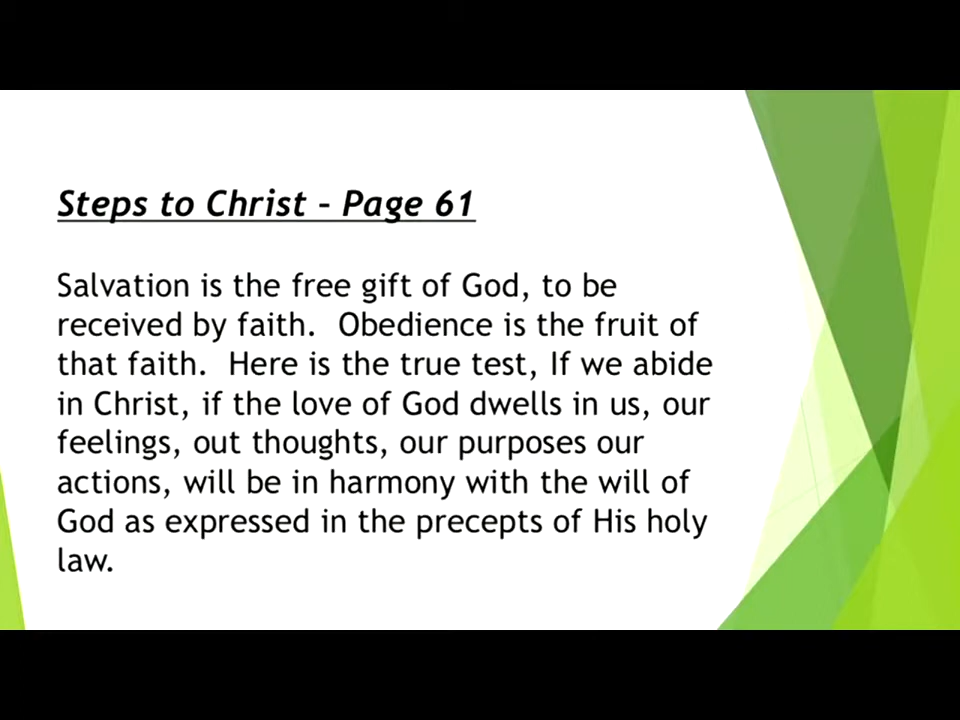 Steps to Christ – Page 61
Salvation is the free gift of God, to be
received by faith.  Obedience is the fruit of
that faith.  Here is the true test, If we abide
in Christ, if the love of God dwells in us, our
feelings, out thoughts, our purposes our
actions, will be in harmony with the will of
God as expressed in the precepts of His holy
law.